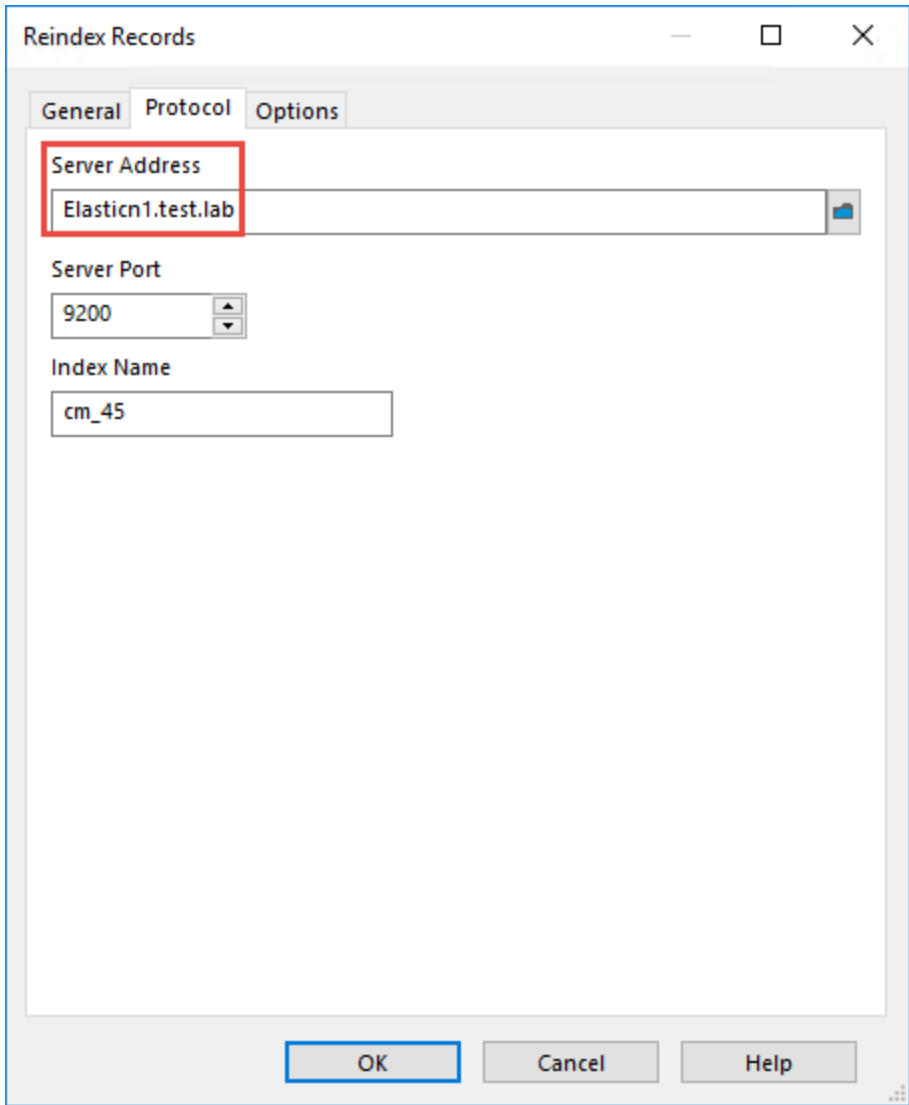 Reindex Records
General Protocol Options
Server Address
Elasticn1.test.lab
Server Port
9200
Index Name
cm_45
OK Cancel Help